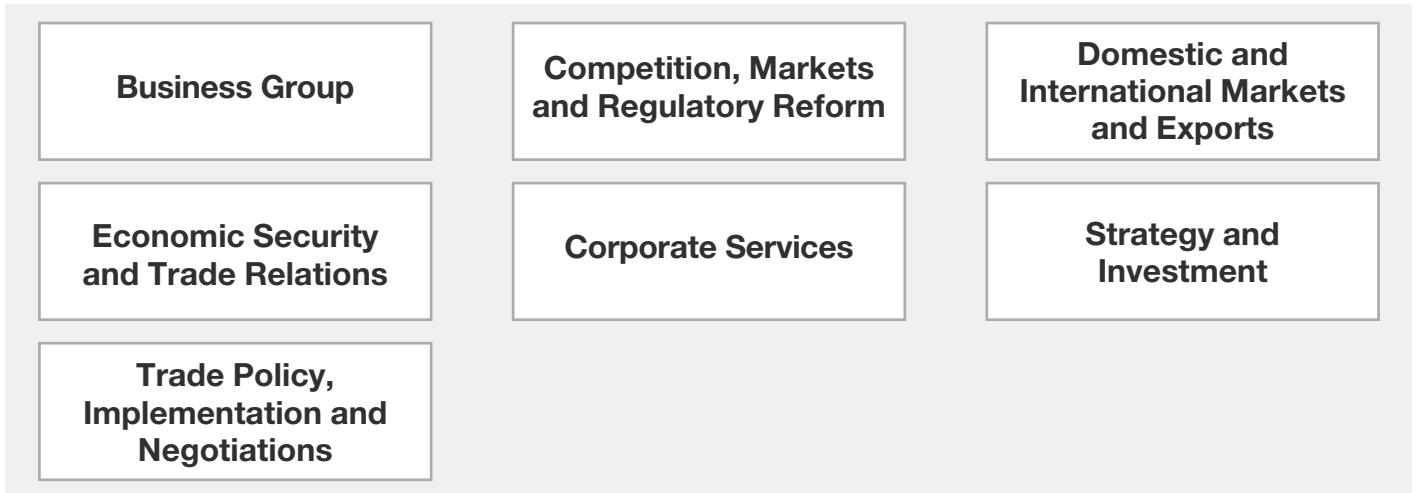 Business Group
Competition, Markets
and Regulatory Reform
Domestic and
International Markets
and Exports
Economic Security
and Trade Relations
Corporate Services
Strategy and
Investment
Trade Policy,
Implementation and
Negotiations